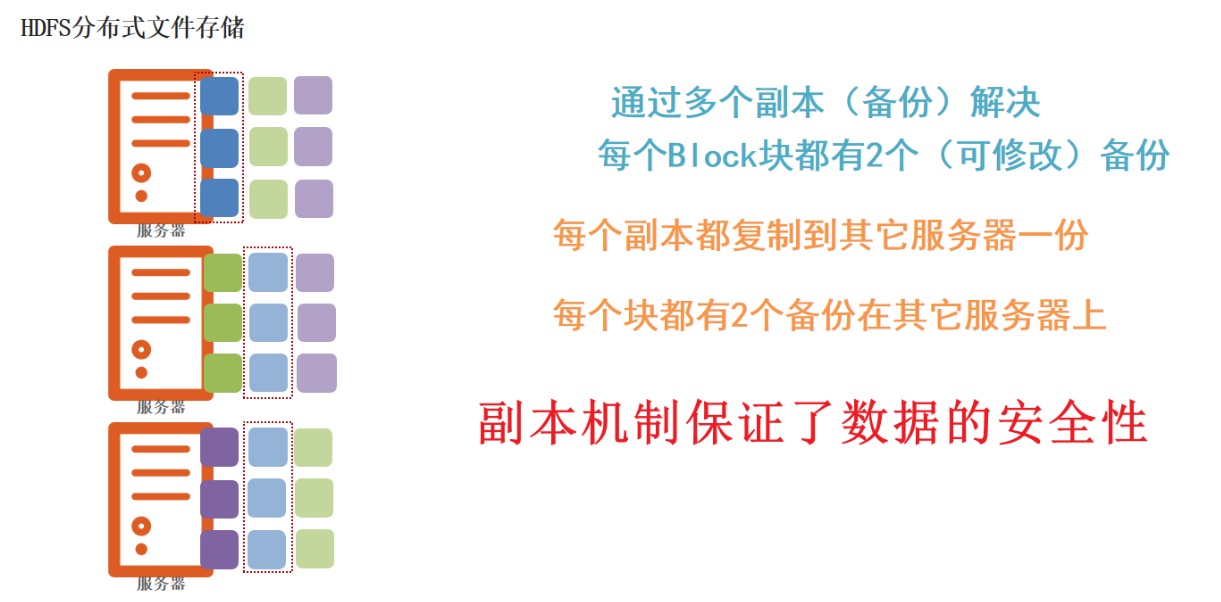 HDFS分布式文件存储
通过多个副本（备份）解决
每个Block块都有2个（可修改）备份
服务器
每个副本都复制到其它服务器一份
每个块都有2个备份在其它服务器上
服务器
副本机制保证了数据的安全性
服务器